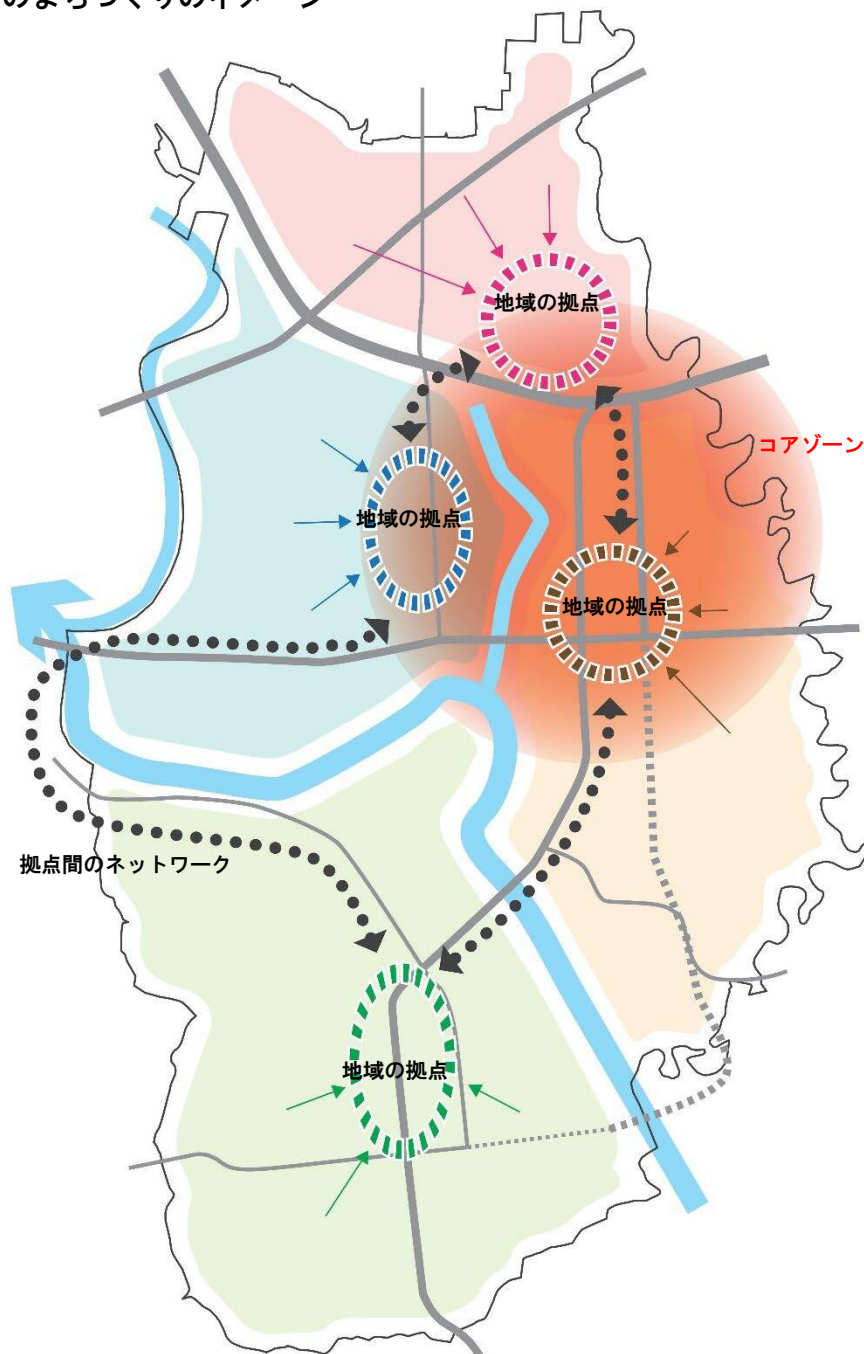 のまちづくりのイメージ
地域の拠点
コアゾーン
地域の拠点
地域の拠点
拠点間のネットワーク
地域の拠点